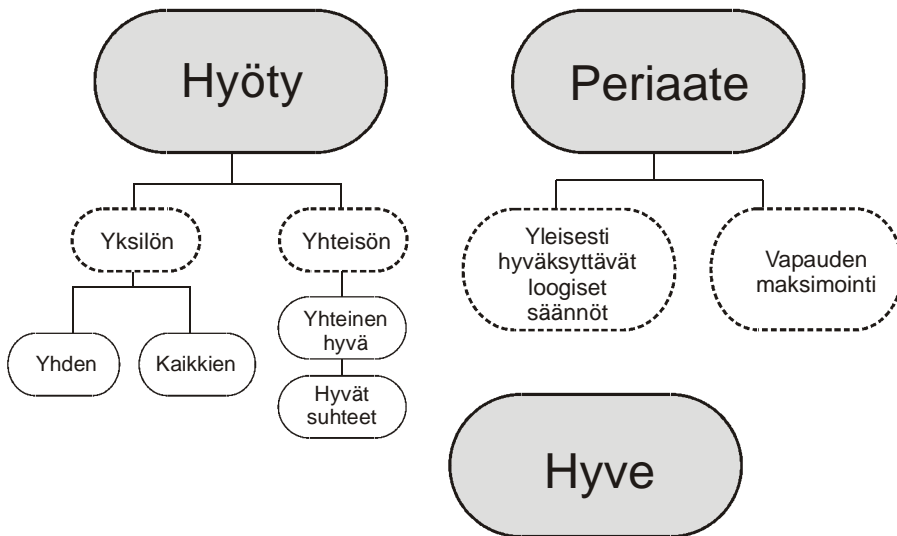 Hyöty
Periaate
Yksilön
Yhteisön
Yleisesti
hyväksyttävät
loogiset
säännöt
Vapauden
maksimointi
Yhden
Kaikkien
Yhteinen
hyvä
Hyvät
suhteet
Hyve